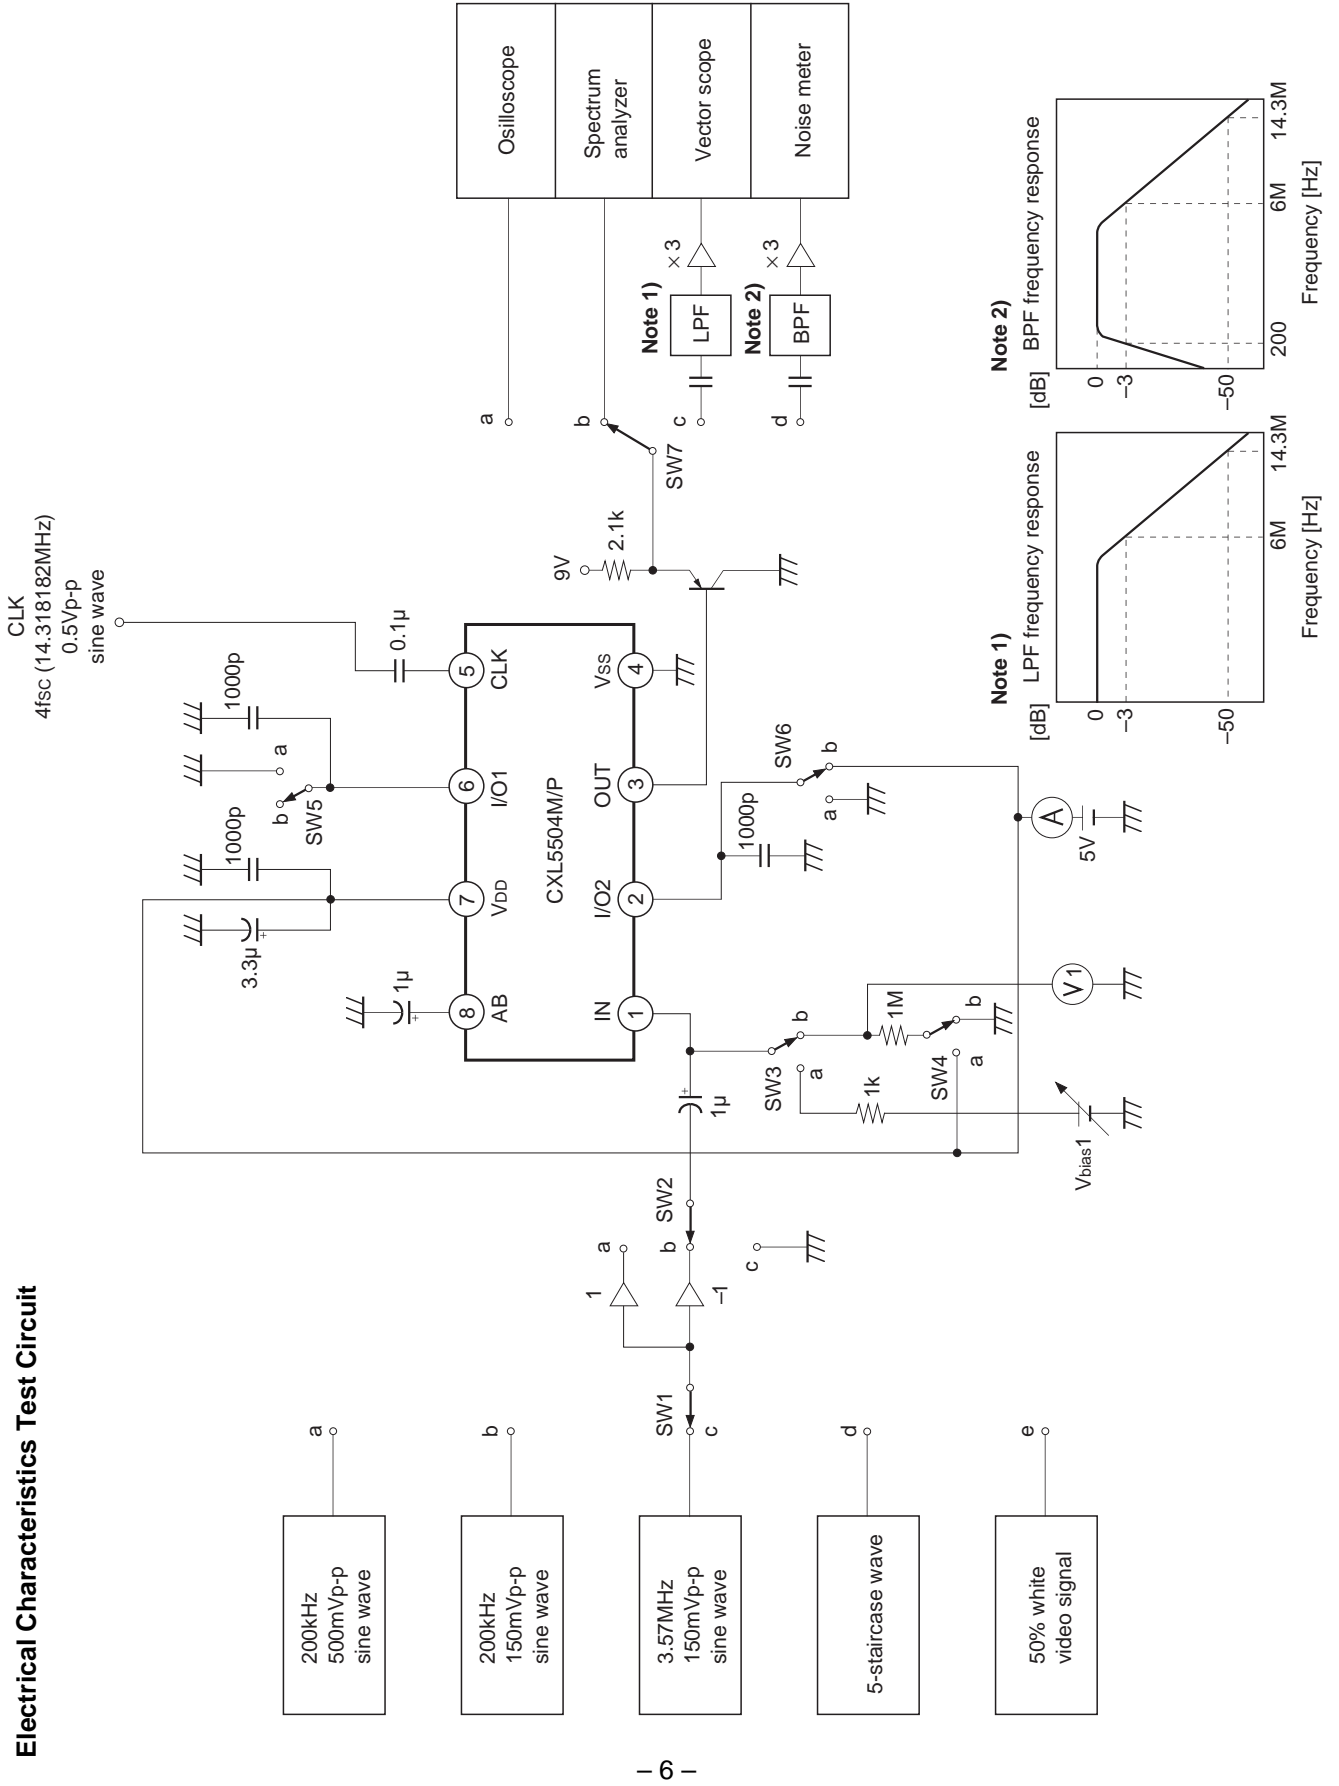 Electrical Characteristics Test Circuit
CLK
4fsc (14.318182MHz)
0.5Vp-p
sine wave
200kHz
500mVp-p
sine wave
a
200kHz
150mVp-p
sine wave
b
3.57MHz
150mVp-p
sine wave
SW1
c
5-staircase wave
d
50% white
video signal
e
1
a
–1
b
SW2
c
1µ
+
3.3µ
+
1000p
b
SW5
a
1000p
0.1µ
1µ
+
8
AB
7
VDD
6
I/O1
5
CLK
CXL5504M/P
IN
1
I/O2
2
OUT
3
VSS
4
SW3
b
a
1k
1M
SW4
b
a
Vbias1
V1
A
5V
1000p
SW6
a
b
9V
2.1k
SW7
a
b
c
d
Note 1)
LPF
× 3
Note 2)
BPF
× 3
Osilloscope
Spectrum
analyzer
Vector scope
Noise meter
Note 1)
LPF frequency response
[dB]
0
–3
–50
6M
14.3M
Frequency [Hz]
Note 2)
BPF frequency response
[dB]
0
–3
–50
200
6M
14.3M
Frequency [Hz]
– 6 –